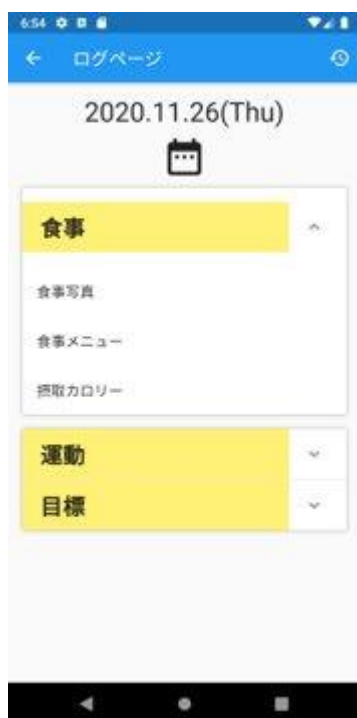 6:54
ログページ
2020.11.26(Thu)
食事
食事写真
食事メニュー
摂取カロリー
運動
目標